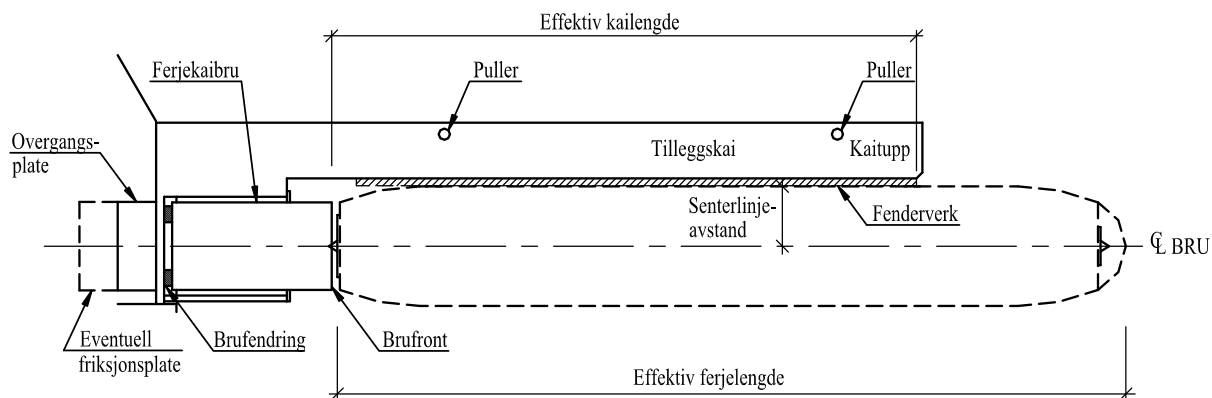 Effektiv kailengde
Ferjekaibru
Puller
Puller
Overgangs-
plate
Tilleggskai
Kaitupp
Senterlinje-
avstand
Fenderverk
℄ BRU
Eventuell
friksjonsplate
Brufendring
Brufront
Effektiv ferjelengde